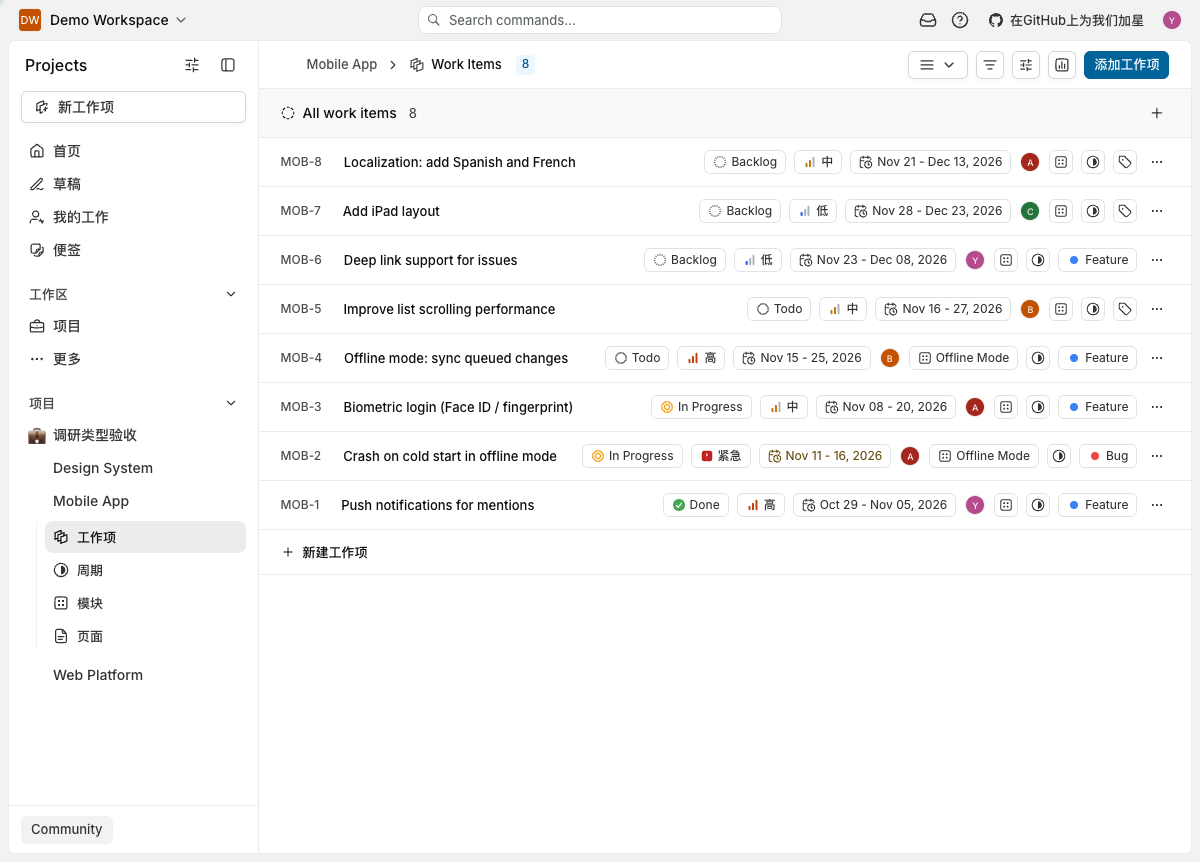 DW Demo Workspace
Search commands...
在GitHub上为我们加星
Y
Projects
新工作项
首页
草稿
我的工作
便签
工作区
项目
更多
项目
调研类型验收
Design System
Mobile App
工作项
周期
模块
页面
Web Platform
Community
Mobile App Work Items 8
添加工作项
All work items 8
MOB-8 Localization: add Spanish and French Backlog 中 Nov 21 - Dec 13, 2026 A
MOB-7 Add iPad layout Backlog 低 Nov 28 - Dec 23, 2026 C
MOB-6 Deep link support for issues Backlog 低 Nov 23 - Dec 08, 2026 Y Feature
MOB-5 Improve list scrolling performance Todo 中 Nov 16 - 27, 2026 B
MOB-4 Offline mode: sync queued changes Todo 高 Nov 15 - 25, 2026 B Offline Mode Feature
MOB-3 Biometric login (Face ID / fingerprint) In Progress 中 Nov 08 - 20, 2026 A Feature
MOB-2 Crash on cold start in offline mode In Progress 紧急 Nov 11 - 16, 2026 A Offline Mode Bug
MOB-1 Push notifications for mentions Done 高 Oct 29 - Nov 05, 2026 Y Feature
新建工作项